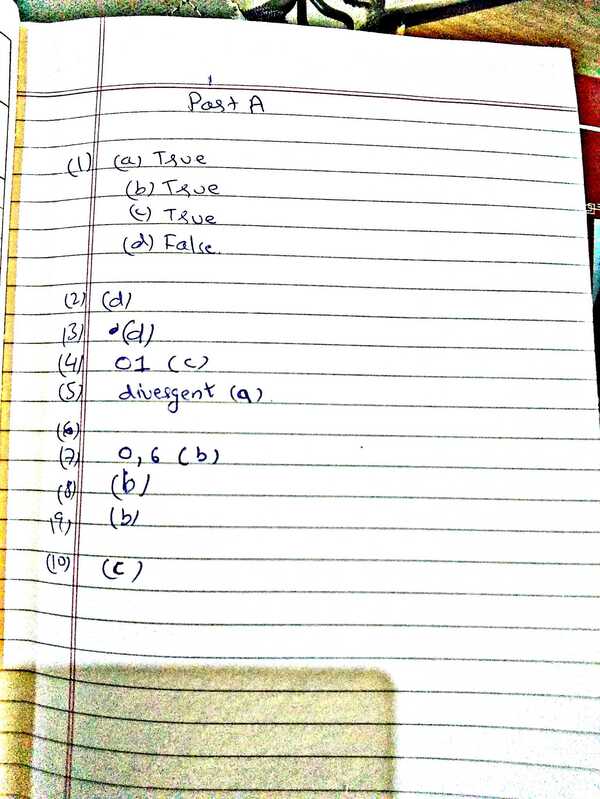 Part A
(1) (a) True
(b) True
(c) True
(d) False.
(2) (d)
(3) (d)
(4) 01 (c)
(5) divergent (a)
(6)
(7) 0, 6 (b)
(8) (b)
(9) (b)
(10) (c)